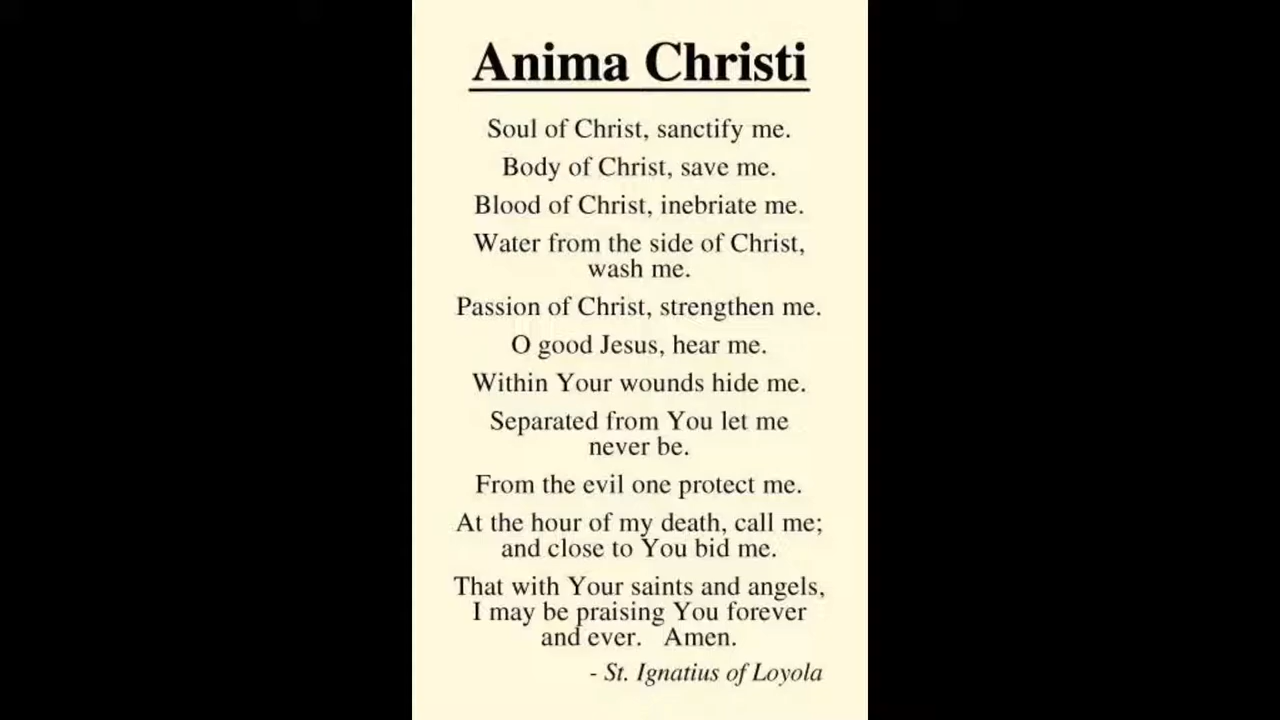 Anima Christi
Soul of Christ, sanctify me.
Body of Christ, save me.
Blood of Christ, inebriate me.
Water from the side of Christ,
wash me.
Passion of Christ, strengthen me.
O good Jesus, hear me.
Within Your wounds hide me.
Separated from You let me
never be.
From the evil one protect me.
At the hour of my death, call me;
and close to You bid me.
That with Your saints and angels,
I may be praising You forever
and ever. Amen.
- St. Ignatius of Loyola